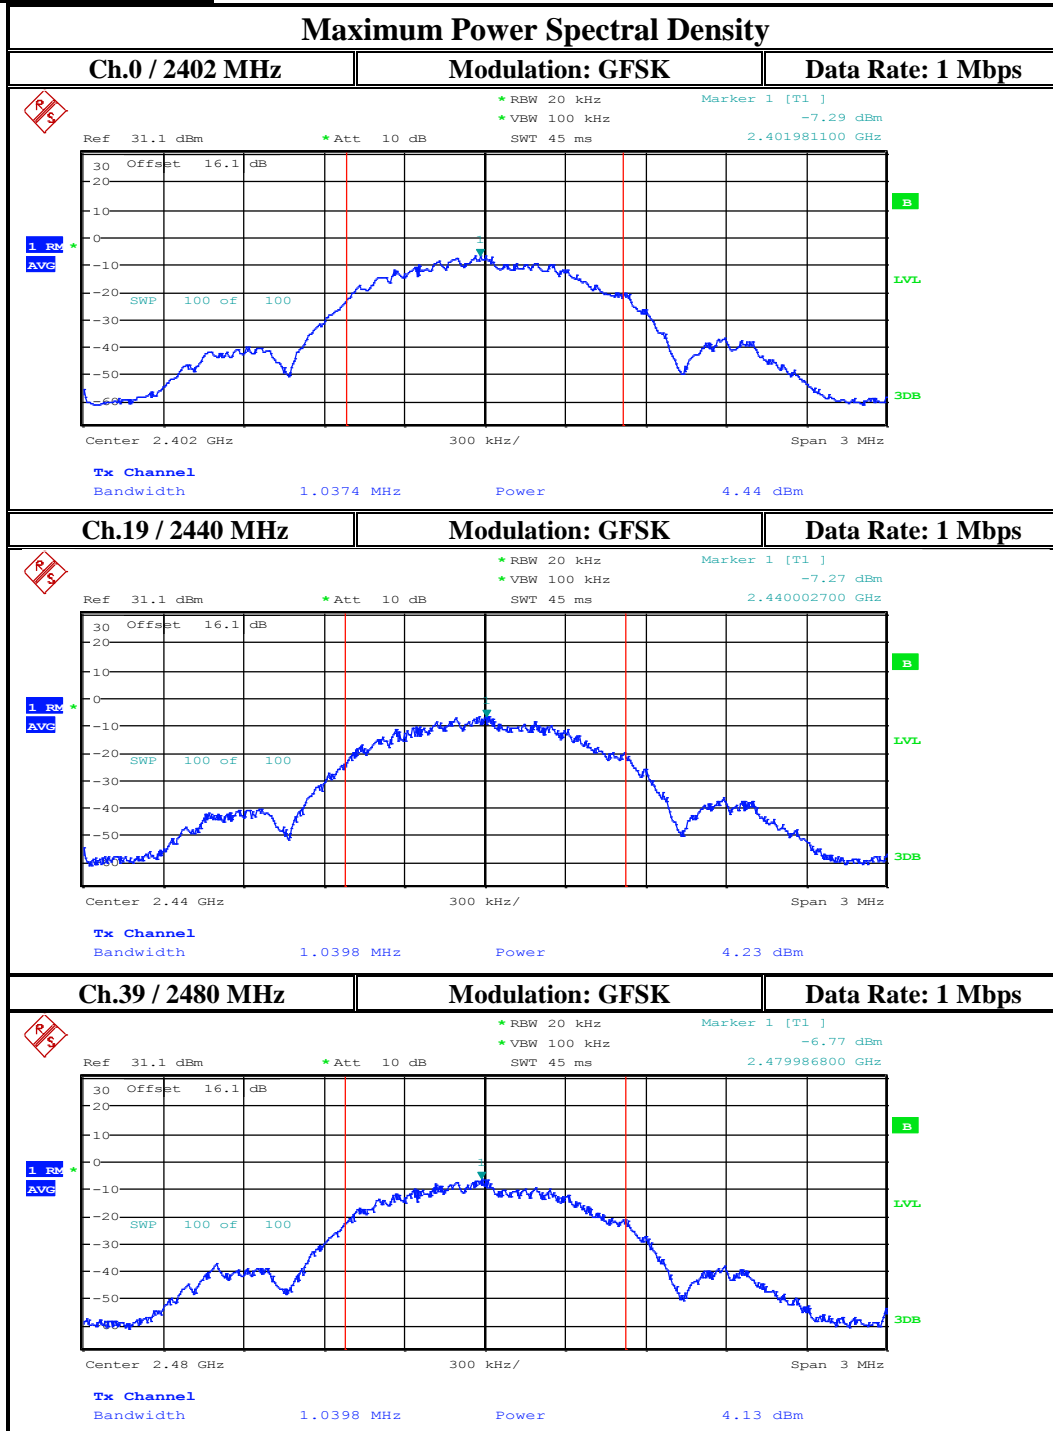 Maximum Power Spectral Density
Ch.0 / 2402 MHz Modulation: GFSK Data Rate: 1 Mbps
R S
* RBW 20 kHz Marker 1 [T1 ]
* VBW 100 kHz -7.29 dBm
Ref 31.1 dBm * Att 10 dB SWT 45 ms 2.401981100 GHz
30 Offset 16.1 dB
20
B
10
0
1
1 RM *
AVG
-10
LVL
-20
SWP 100 of 100
-30
-40
-50
3DB
-60
Center 2.402 GHz 300 kHz/ Span 3 MHz
Tx Channel
Bandwidth 1.0374 MHz Power 4.44 dBm
Ch.19 / 2440 MHz Modulation: GFSK Data Rate: 1 Mbps
R S
* RBW 20 kHz Marker 1 [T1 ]
* VBW 100 kHz -7.27 dBm
Ref 31.1 dBm * Att 10 dB SWT 45 ms 2.440002700 GHz
30 Offset 16.1 dB
20
B
10
0
1
1 RM *
AVG
-10
LVL
-20
SWP 100 of 100
-30
-40
-50
3DB
-60
Center 2.44 GHz 300 kHz/ Span 3 MHz
Tx Channel
Bandwidth 1.0398 MHz Power 4.23 dBm
Ch.39 / 2480 MHz Modulation: GFSK Data Rate: 1 Mbps
R S
* RBW 20 kHz Marker 1 [T1 ]
* VBW 100 kHz -6.77 dBm
Ref 31.1 dBm * Att 10 dB SWT 45 ms 2.479986800 GHz
30 Offset 16.1 dB
20
B
10
0
1
1 RM *
AVG
-10
LVL
-20
SWP 100 of 100
-30
-40
-50
3DB
-60
Center 2.48 GHz 300 kHz/ Span 3 MHz
Tx Channel
Bandwidth 1.0398 MHz Power 4.13 dBm